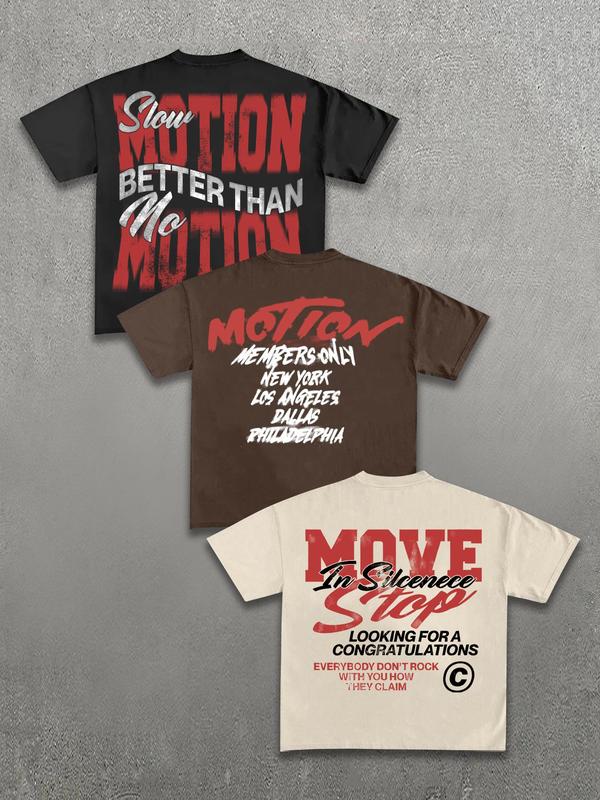 Slow
MOTION
BETTER THAN
No
MOTION
MOTION
MEMBERS ONLY
NEW YORK
LOS ANGELES
DALLAS
PHILADELPHIA
MOVE
In Silcenece
Stop
LOOKING FOR A
CONGRATULATIONS
EVERYBODY DON'T ROCK
WITH YOU HOW
THEY CLAIM
©